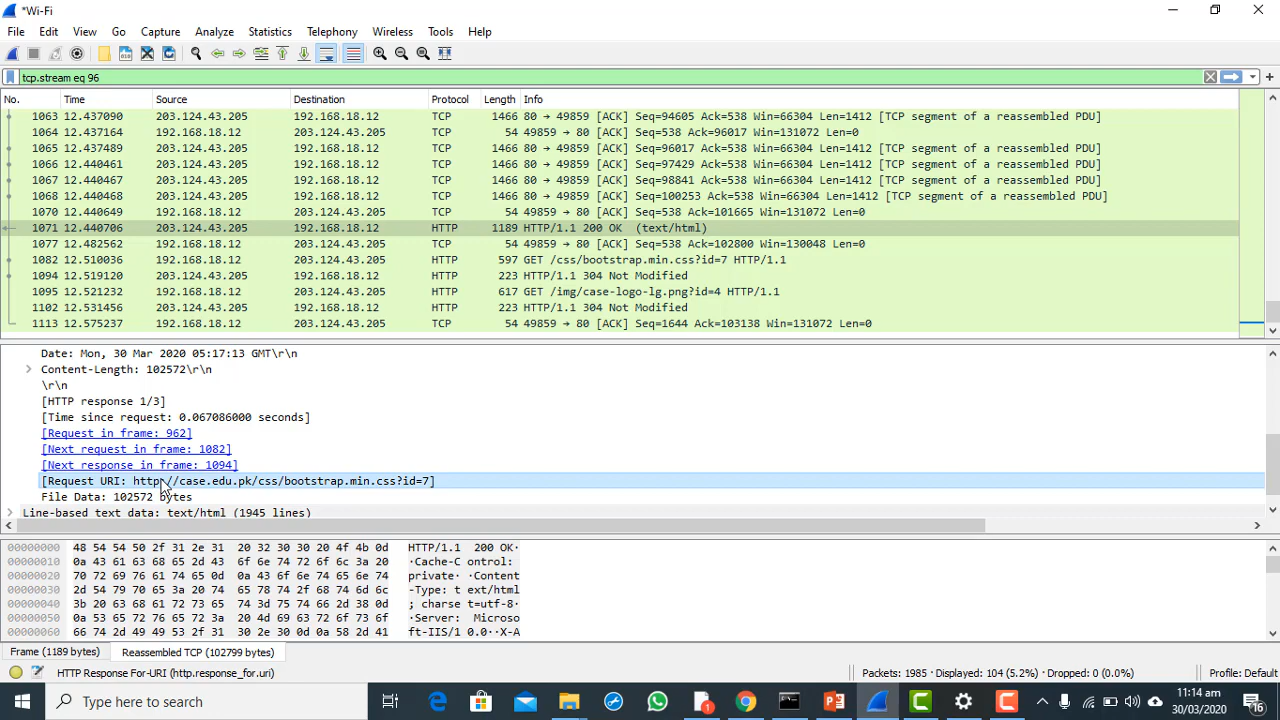 *Wi-Fi
File Edit View Go Capture Analyze Statistics Telephony Wireless Tools Help
tcp.stream eq 96
No. Time Source Destination Protocol Length Info
1063 12.437090 203.124.43.205 192.168.18.12 TCP 1466 80 → 49859 [ACK] Seq=94605 Ack=538 Win=66304 Len=1412 [TCP segment of a reassembled PDU]
1064 12.437164 192.168.18.12 203.124.43.205 TCP 54 49859 → 80 [ACK] Seq=538 Ack=96017 Win=131072 Len=0
1065 12.437489 203.124.43.205 192.168.18.12 TCP 1466 80 → 49859 [ACK] Seq=96017 Ack=538 Win=66304 Len=1412 [TCP segment of a reassembled PDU]
1066 12.440461 203.124.43.205 192.168.18.12 TCP 1466 80 → 49859 [ACK] Seq=97429 Ack=538 Win=66304 Len=1412 [TCP segment of a reassembled PDU]
1067 12.440467 203.124.43.205 192.168.18.12 TCP 1466 80 → 49859 [ACK] Seq=98841 Ack=538 Win=66304 Len=1412 [TCP segment of a reassembled PDU]
1068 12.440468 203.124.43.205 192.168.18.12 TCP 1466 80 → 49859 [ACK] Seq=100253 Ack=538 Win=66304 Len=1412 [TCP segment of a reassembled PDU]
1070 12.440649 192.168.18.12 203.124.43.205 TCP 54 49859 → 80 [ACK] Seq=538 Ack=101665 Win=131072 Len=0
1071 12.440706 203.124.43.205 192.168.18.12 HTTP 1189 HTTP/1.1 200 OK (text/html)
1077 12.482562 192.168.18.12 203.124.43.205 TCP 54 49859 → 80 [ACK] Seq=538 Ack=102800 Win=130048 Len=0
1082 12.510036 192.168.18.12 203.124.43.205 HTTP 597 GET /css/bootstrap.min.css?id=7 HTTP/1.1
1094 12.519120 203.124.43.205 192.168.18.12 HTTP 223 HTTP/1.1 304 Not Modified
1095 12.521232 192.168.18.12 203.124.43.205 HTTP 617 GET /img/case-logo-lg.png?id=4 HTTP/1.1
1102 12.531456 203.124.43.205 192.168.18.12 HTTP 223 HTTP/1.1 304 Not Modified
1113 12.575237 192.168.18.12 203.124.43.205 TCP 54 49859 → 80 [ACK] Seq=1644 Ack=103138 Win=131072 Len=0
Date: Mon, 30 Mar 2020 05:17:13 GMT\r\n
Content-Length: 102572\r\n
\r\n
[HTTP response 1/3]
[Time since request: 0.067086000 seconds]
[Request in frame: 962]
[Next request in frame: 1082]
[Next response in frame: 1094]
[Request URI: http://case.edu.pk/css/bootstrap.min.css?id=7]
File Data: 102572 bytes
Line-based text data: text/html (1945 lines)
00000000 48 54 54 50 2f 31 2e 31 20 32 30 30 20 4f 4b 0d HTTP/1.1 200 OK·
00000010 0a 43 61 63 68 65 2d 43 6f 6e 74 72 6f 6c 3a 20 ·Cache-C ontrol:
00000020 70 72 69 76 61 74 65 0d 0a 43 6f 6e 74 65 6e 74 private· ·Content
00000030 2d 54 79 70 65 3a 20 74 65 78 74 2f 68 74 6d 6c -Type: t ext/html
00000040 3b 20 63 68 61 72 73 65 74 3d 75 74 66 2d 38 0d ; charse t=utf-8·
00000050 0a 53 65 72 76 65 72 3a 20 4d 69 63 72 6f 73 6f ·Server: Microso
00000060 66 74 2d 49 49 53 2f 31 30 2e 30 0d 0a 58 2d 41 ft-IIS/1 0.0··X-A
Frame (1189 bytes) Reassembled TCP (102799 bytes)
HTTP Response For-URI (http.response_for.uri) Packets: 1985 · Displayed: 104 (5.2%) · Dropped: 0 (0.0%) Profile: Default
Type here to search
11:14 am
30/03/2020
16
1